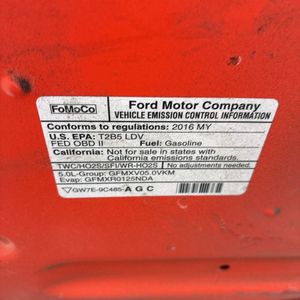 FoMoCo
Ford Motor Company
VEHICLE EMISSION CONTROL INFORMATION
Conforms to regulations: 2016 MY
U.S. EPA: T2B5 LDV
FED OBD II Fuel: Gasoline
California: Not for sale in states with
California emissions standards.
TWC/HO2S/SFI/WR-HO2S No adjustments needed.
5.0L-Group: GFMXV05.0VKM
Evap: GFMXR0125NDA
GW7E-9C485- A G C